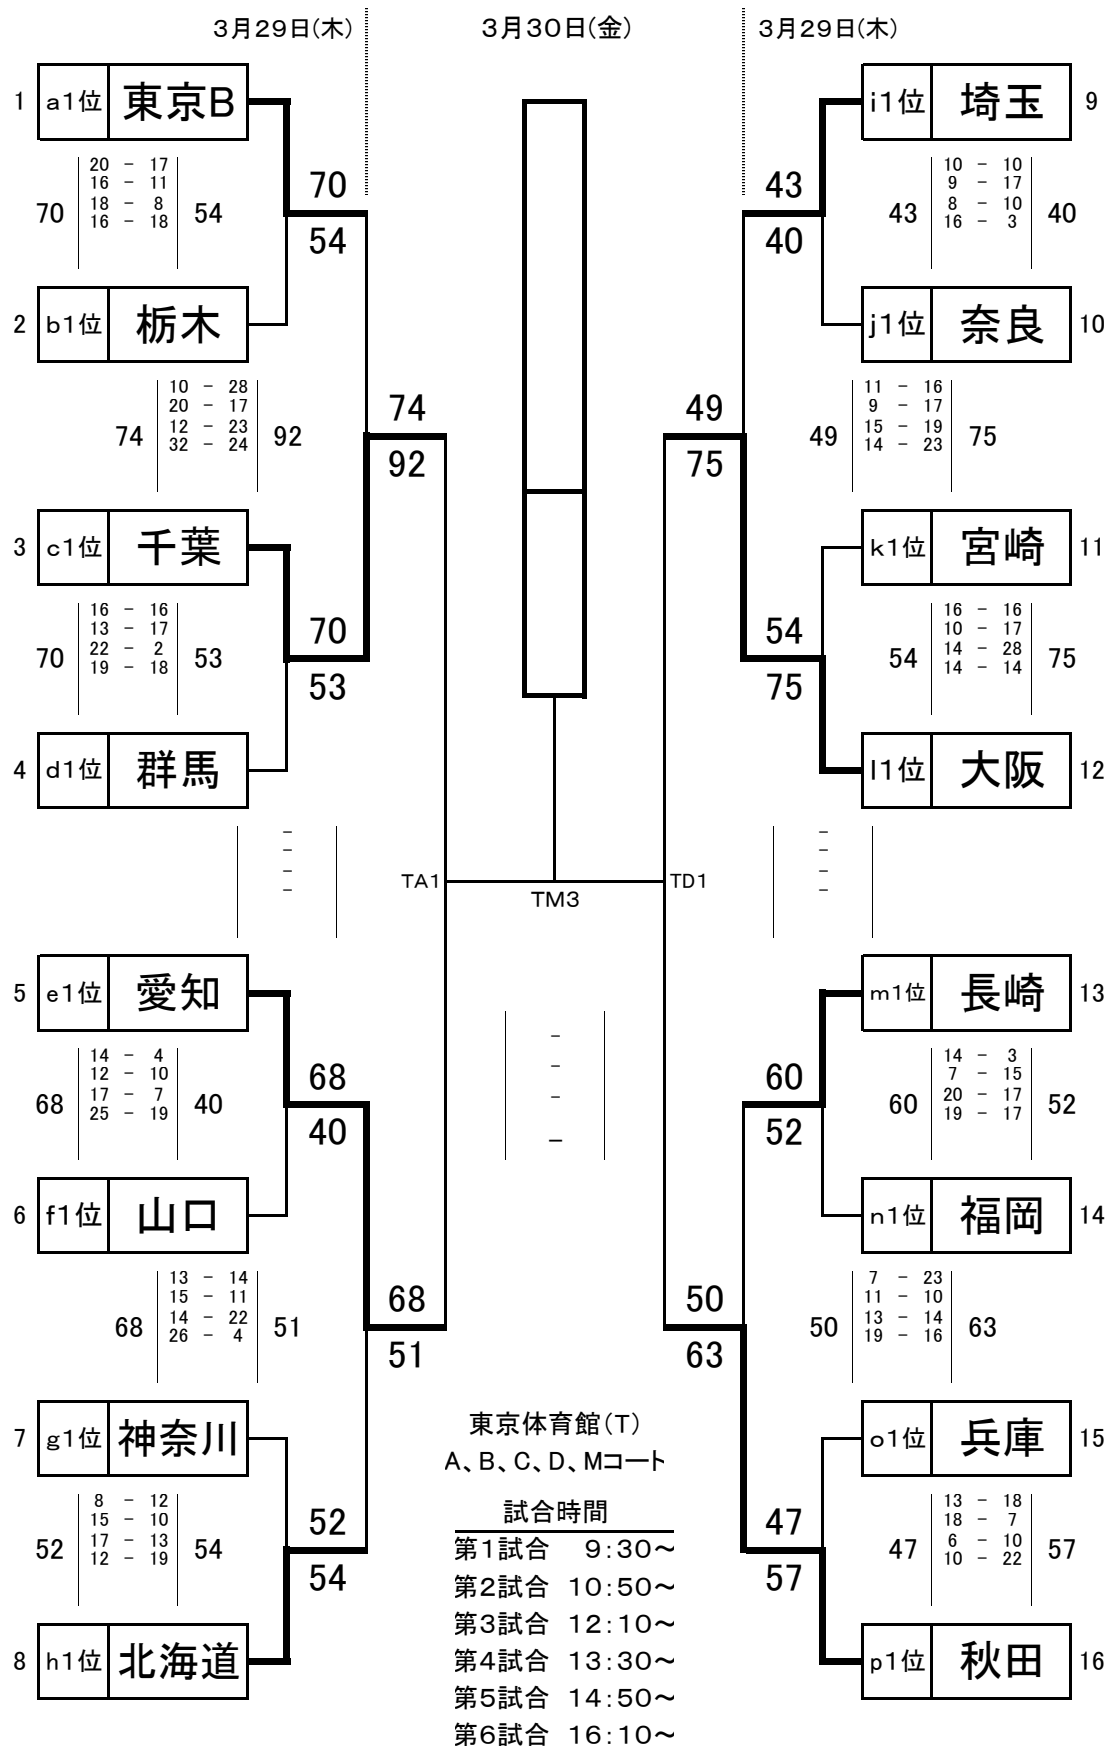 3月29日(木)
3月30日(金)
3月29日(木)
1 a1位 東京B
20 － 17
16 － 11
70 18 － 8 54
16 － 18
70
54
2 b1位 栃木
10 － 28
20 － 17
74 12 － 23 92
32 － 24
74
92
3 c1位 千葉
16 － 16
13 － 17
70 22 － 2 53
19 － 18
70
53
4 d1位 群馬
－
－
－
－
TA1
5 e1位 愛知
14 － 4
12 － 10
68 17 － 7 40
25 － 19
68
40
6 f1位 山口
13 － 14
15 － 11
68 14 － 22 51
26 － 4
68
51
7 g1位 神奈川
8 － 12
15 － 10
52 17 － 13 54
12 － 19
52
54
8 h1位 北海道
TM3
－
－
－
－
東京体育館(T)
A、B、C、D、Mコート
試合時間
第1試合 9:30～
第2試合 10:50～
第3試合 12:10～
第4試合 13:30～
第5試合 14:50～
第6試合 16:10～
i1位 埼玉 9
10 － 10
9 － 17
43 8 － 10 40
16 － 3
43
40
j1位 奈良 10
11 － 16
9 － 17
49 15 － 19 75
14 － 23
49
75
k1位 宮崎 11
16 － 16
10 － 17
54 14 － 28 75
14 － 14
54
75
l1位 大阪 12
－
－
－
－
TD1
m1位 長崎 13
14 － 3
7 － 15
60 20 － 17 52
19 － 17
60
52
n1位 福岡 14
7 － 23
11 － 10
50 13 － 14 63
19 － 16
50
63
o1位 兵庫 15
13 － 18
18 － 7
47 6 － 10 57
10 － 22
47
57
p1位 秋田 16